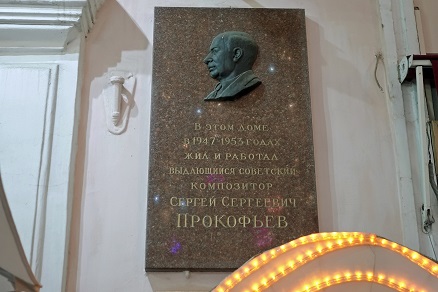 В ЭТОМ ДОМЕ
В 1947-1953 ГОДАХ
ЖИЛ И РАБОТАЛ
ВЫДАЮЩИЙСЯ СОВЕТСКИЙ
КОМПОЗИТОР
СЕРГЕЙ СЕРГЕЕВИЧ
ПРОКОФЬЕВ